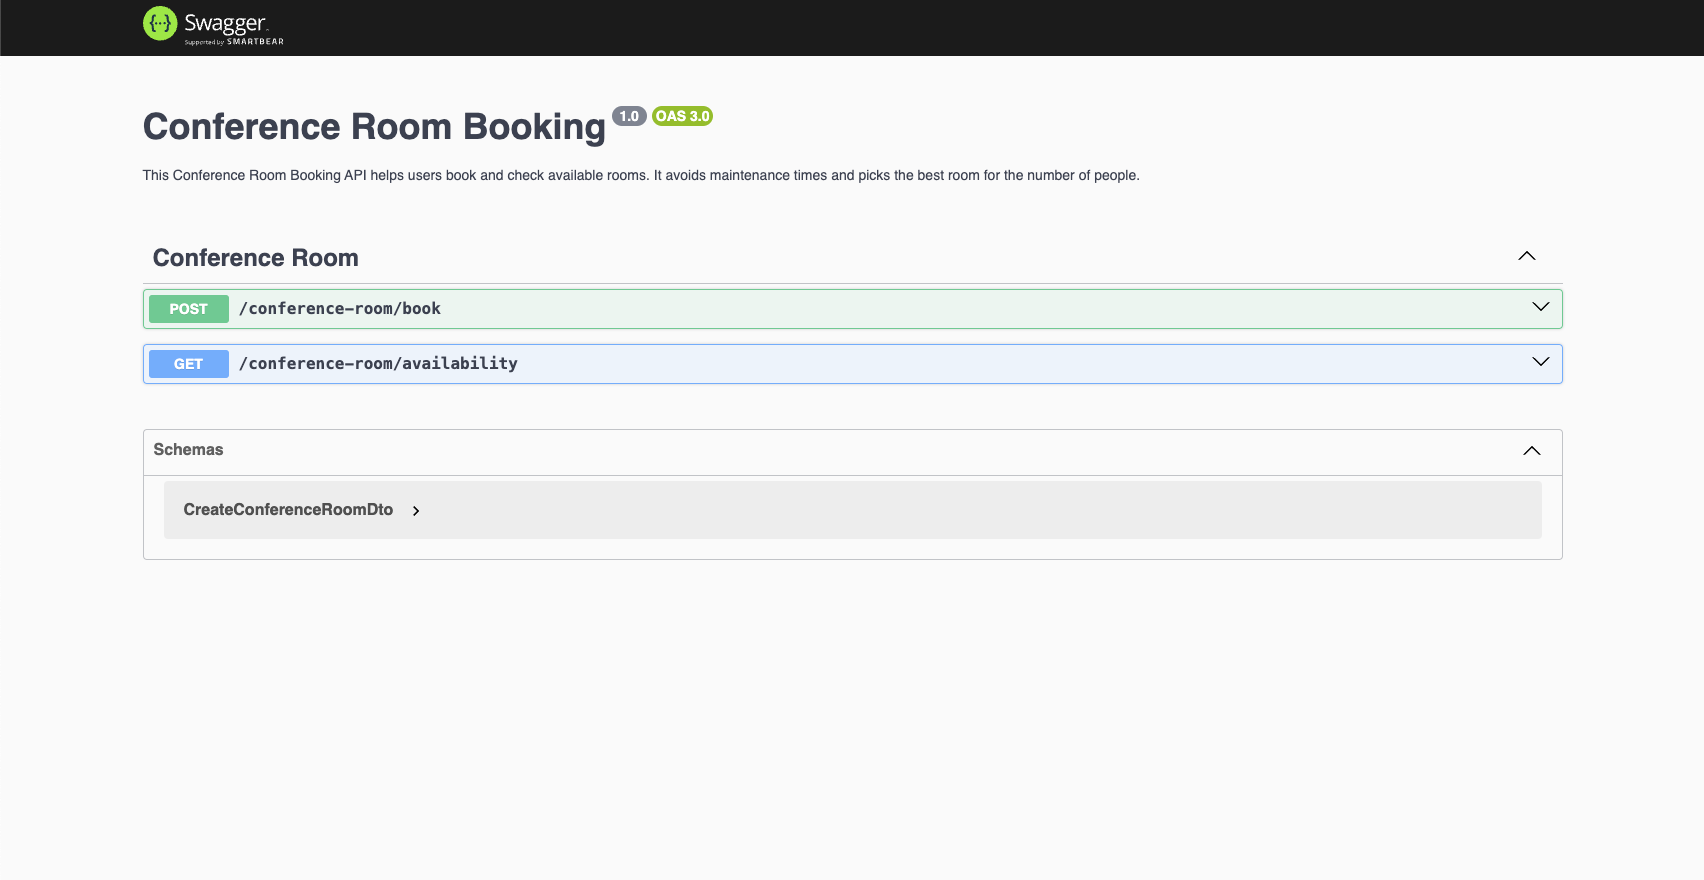 {···} Swagger
Supported by SMARTBEAR
Conference Room Booking 1.0 OAS 3.0
This Conference Room Booking API helps users book and check available rooms. It avoids maintenance times and picks the best room for the number of people.
Conference Room
POST /conference-room/book
GET /conference-room/availability
Schemas
CreateConferenceRoomDto